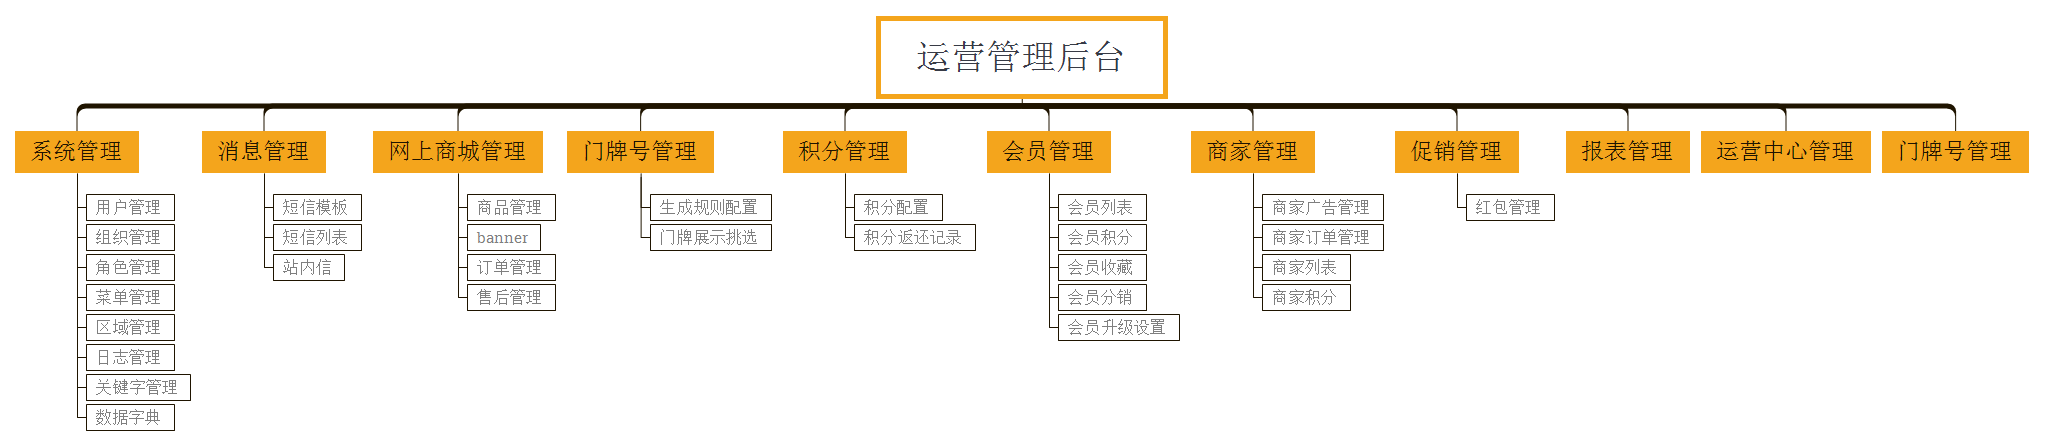 运营管理后台
系统管理
用户管理
组织管理
角色管理
菜单管理
区域管理
日志管理
关键字管理
数据字典
消息管理
短信模板
短信列表
站内信
网上商城管理
商品管理
banner
订单管理
售后管理
门牌号管理
生成规则配置
门牌展示挑选
积分管理
积分配置
积分返还记录
会员管理
会员列表
会员积分
会员收藏
会员分销
会员升级设置
商家管理
商家广告管理
商家订单管理
商家列表
商家积分
促销管理
红包管理
报表管理
运营中心管理
门牌号管理